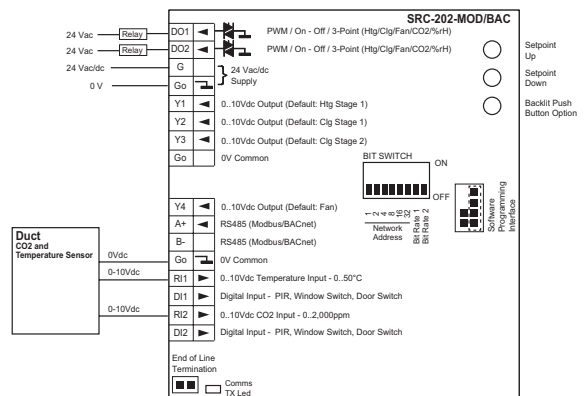 SRC-202-MOD/BAC
24 Vac Relay DO1 PWM / On - Off / 3-Point (Htg/Clg/Fan/CO2/%rH)
24 Vac Relay DO2 PWM / On - Off / 3-Point (Htg/Clg/Fan/CO2/%rH)
24 Vac/dc G
24 Vac/dc
Supply
0 V Go
Y1 0..10Vdc Output (Default: Htg Stage 1)
Y2 0..10Vdc Output (Default: Clg Stage 1)
Y3 0..10Vdc Output (Default: Clg Stage 2)
Go 0V Common
Setpoint
Up
Setpoint
Down
Backlit Push
Button Option
BIT SWITCH
ON
OFF
1 2 4 8 16 32
Network
Address
Bit Rate 1
Bit Rate 2
Software
Programming
Interface
Y4 0..10Vdc Output (Default: Fan)
A+ RS485 (Modbus/BACnet)
B- RS485 (Modbus/BACnet)
Duct
CO2 and
Temperature Sensor
0Vdc Go 0V Common
0-10Vdc RI1 0..10Vdc Temperature Input - 0..50°C
DI1 Digital Input - PIR, Window Switch, Door Switch
0-10Vdc RI2 0..10Vdc CO2 Input - 0..2,000ppm
DI2 Digital Input - PIR, Window Switch, Door Switch
End of Line
Termination
Comms
TX Led